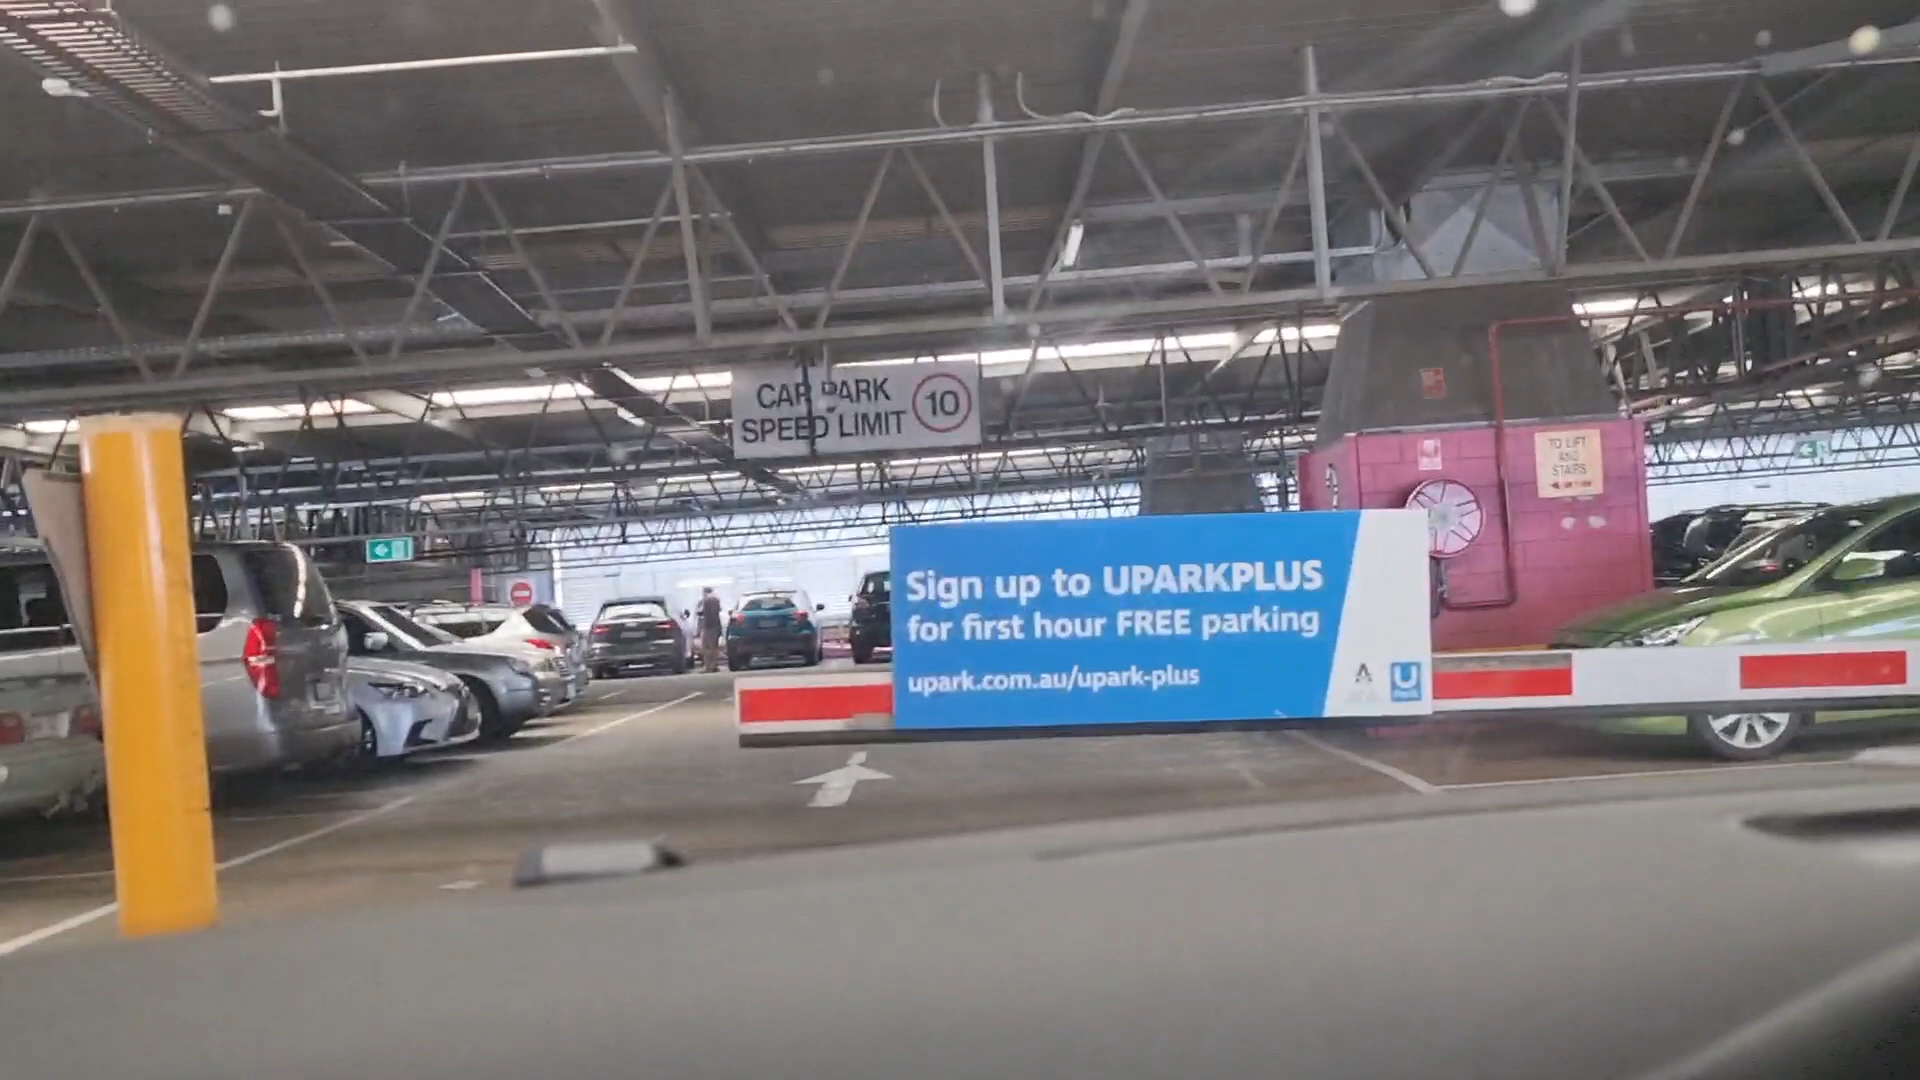 CAR PARK
SPEED LIMIT
10
TO LIFT
AND
STAIRS
Sign up to UPARKPLUS
for first hour FREE parking
upark.com.au/upark-plus
U
Park